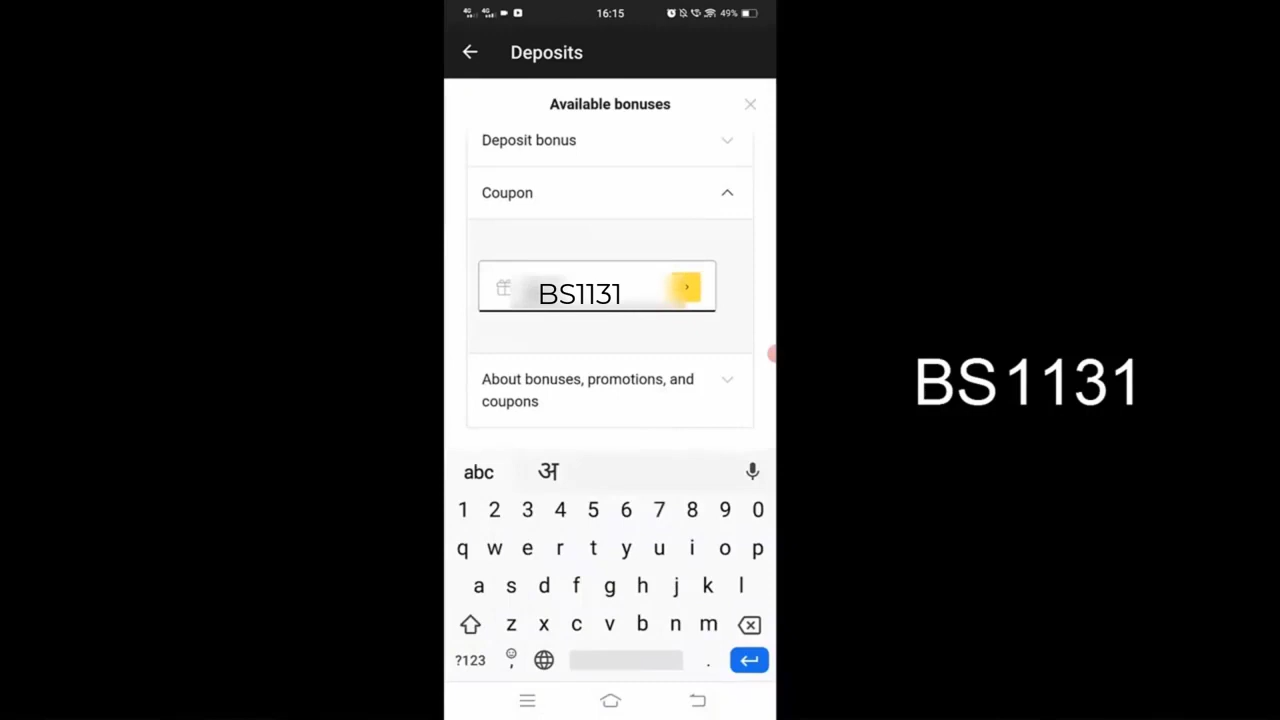 16:15
49%
Deposits
Available bonuses
Deposit bonus
Coupon
BS1131
About bonuses, promotions, and
coupons
BS1131
abc अ
1 2 3 4 5 6 7 8 9 0
q w e r t y u i o p
a s d f g h j k l
z x c v b n m
?123 , .